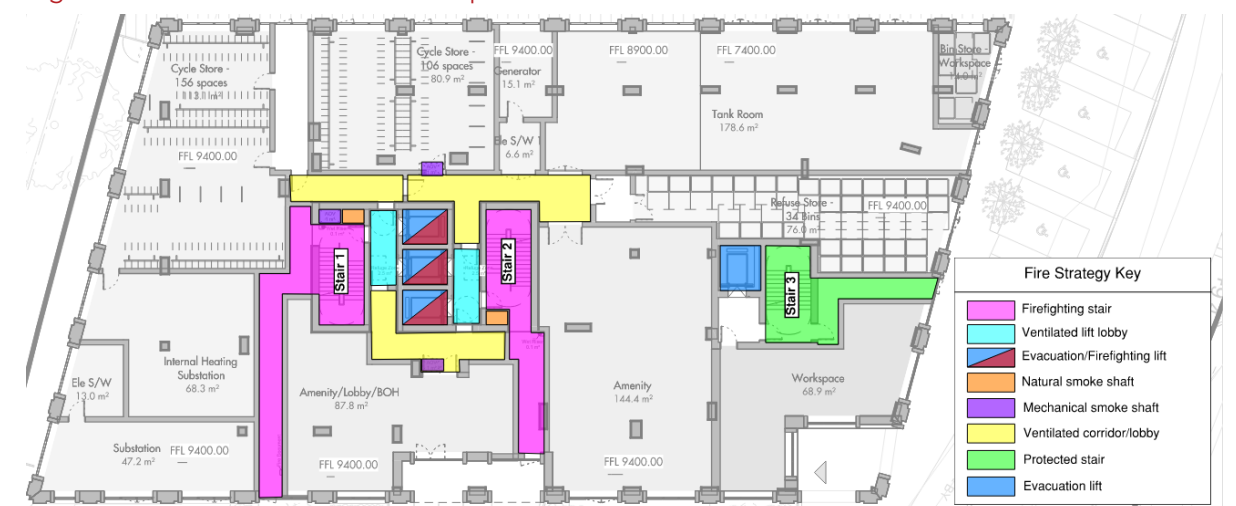 Cycle Store -
156 spaces
FFL 9400.00
Cycle Store -
106 spaces
80.9 m²
FFL 9400.00
Generator
15.1 m²
Ele S/W 1
6.6 m²
FFL 8900.00
FFL 7400.00
Tank Room
178.6 m²
Bin Store -
Workspace
Refuse Store -
34 Bins
76.0 m²
FFL 9400.00
Stair 1
Stair 2
Stair 3
Internal Heating
Substation
68.3 m²
Ele S/W
13.0 m²
Substation
47.2 m²
FFL 9400.00
Amenity/Lobby/BOH
87.8 m²
FFL 9400.00
Amenity
144.4 m²
FFL 9400.00
Workspace
68.9 m²
Fire Strategy Key
Firefighting stair
Ventilated lift lobby
Evacuation/Firefighting lift
Natural smoke shaft
Mechanical smoke shaft
Ventilated corridor/lobby
Protected stair
Evacuation lift